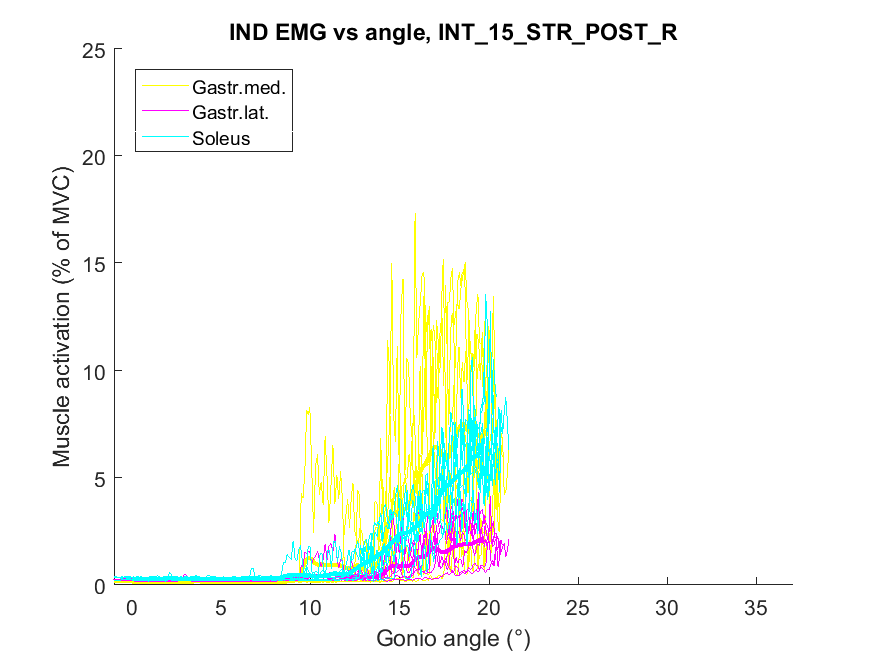 IND EMG vs angle, INT_15_STR_POST_R
25
20
15
10
5
0
Muscle activation (% of MVC)
Gastr.med.
Gastr.lat.
Soleus
0 5 10 15 20 25 30 35
Gonio angle (°)